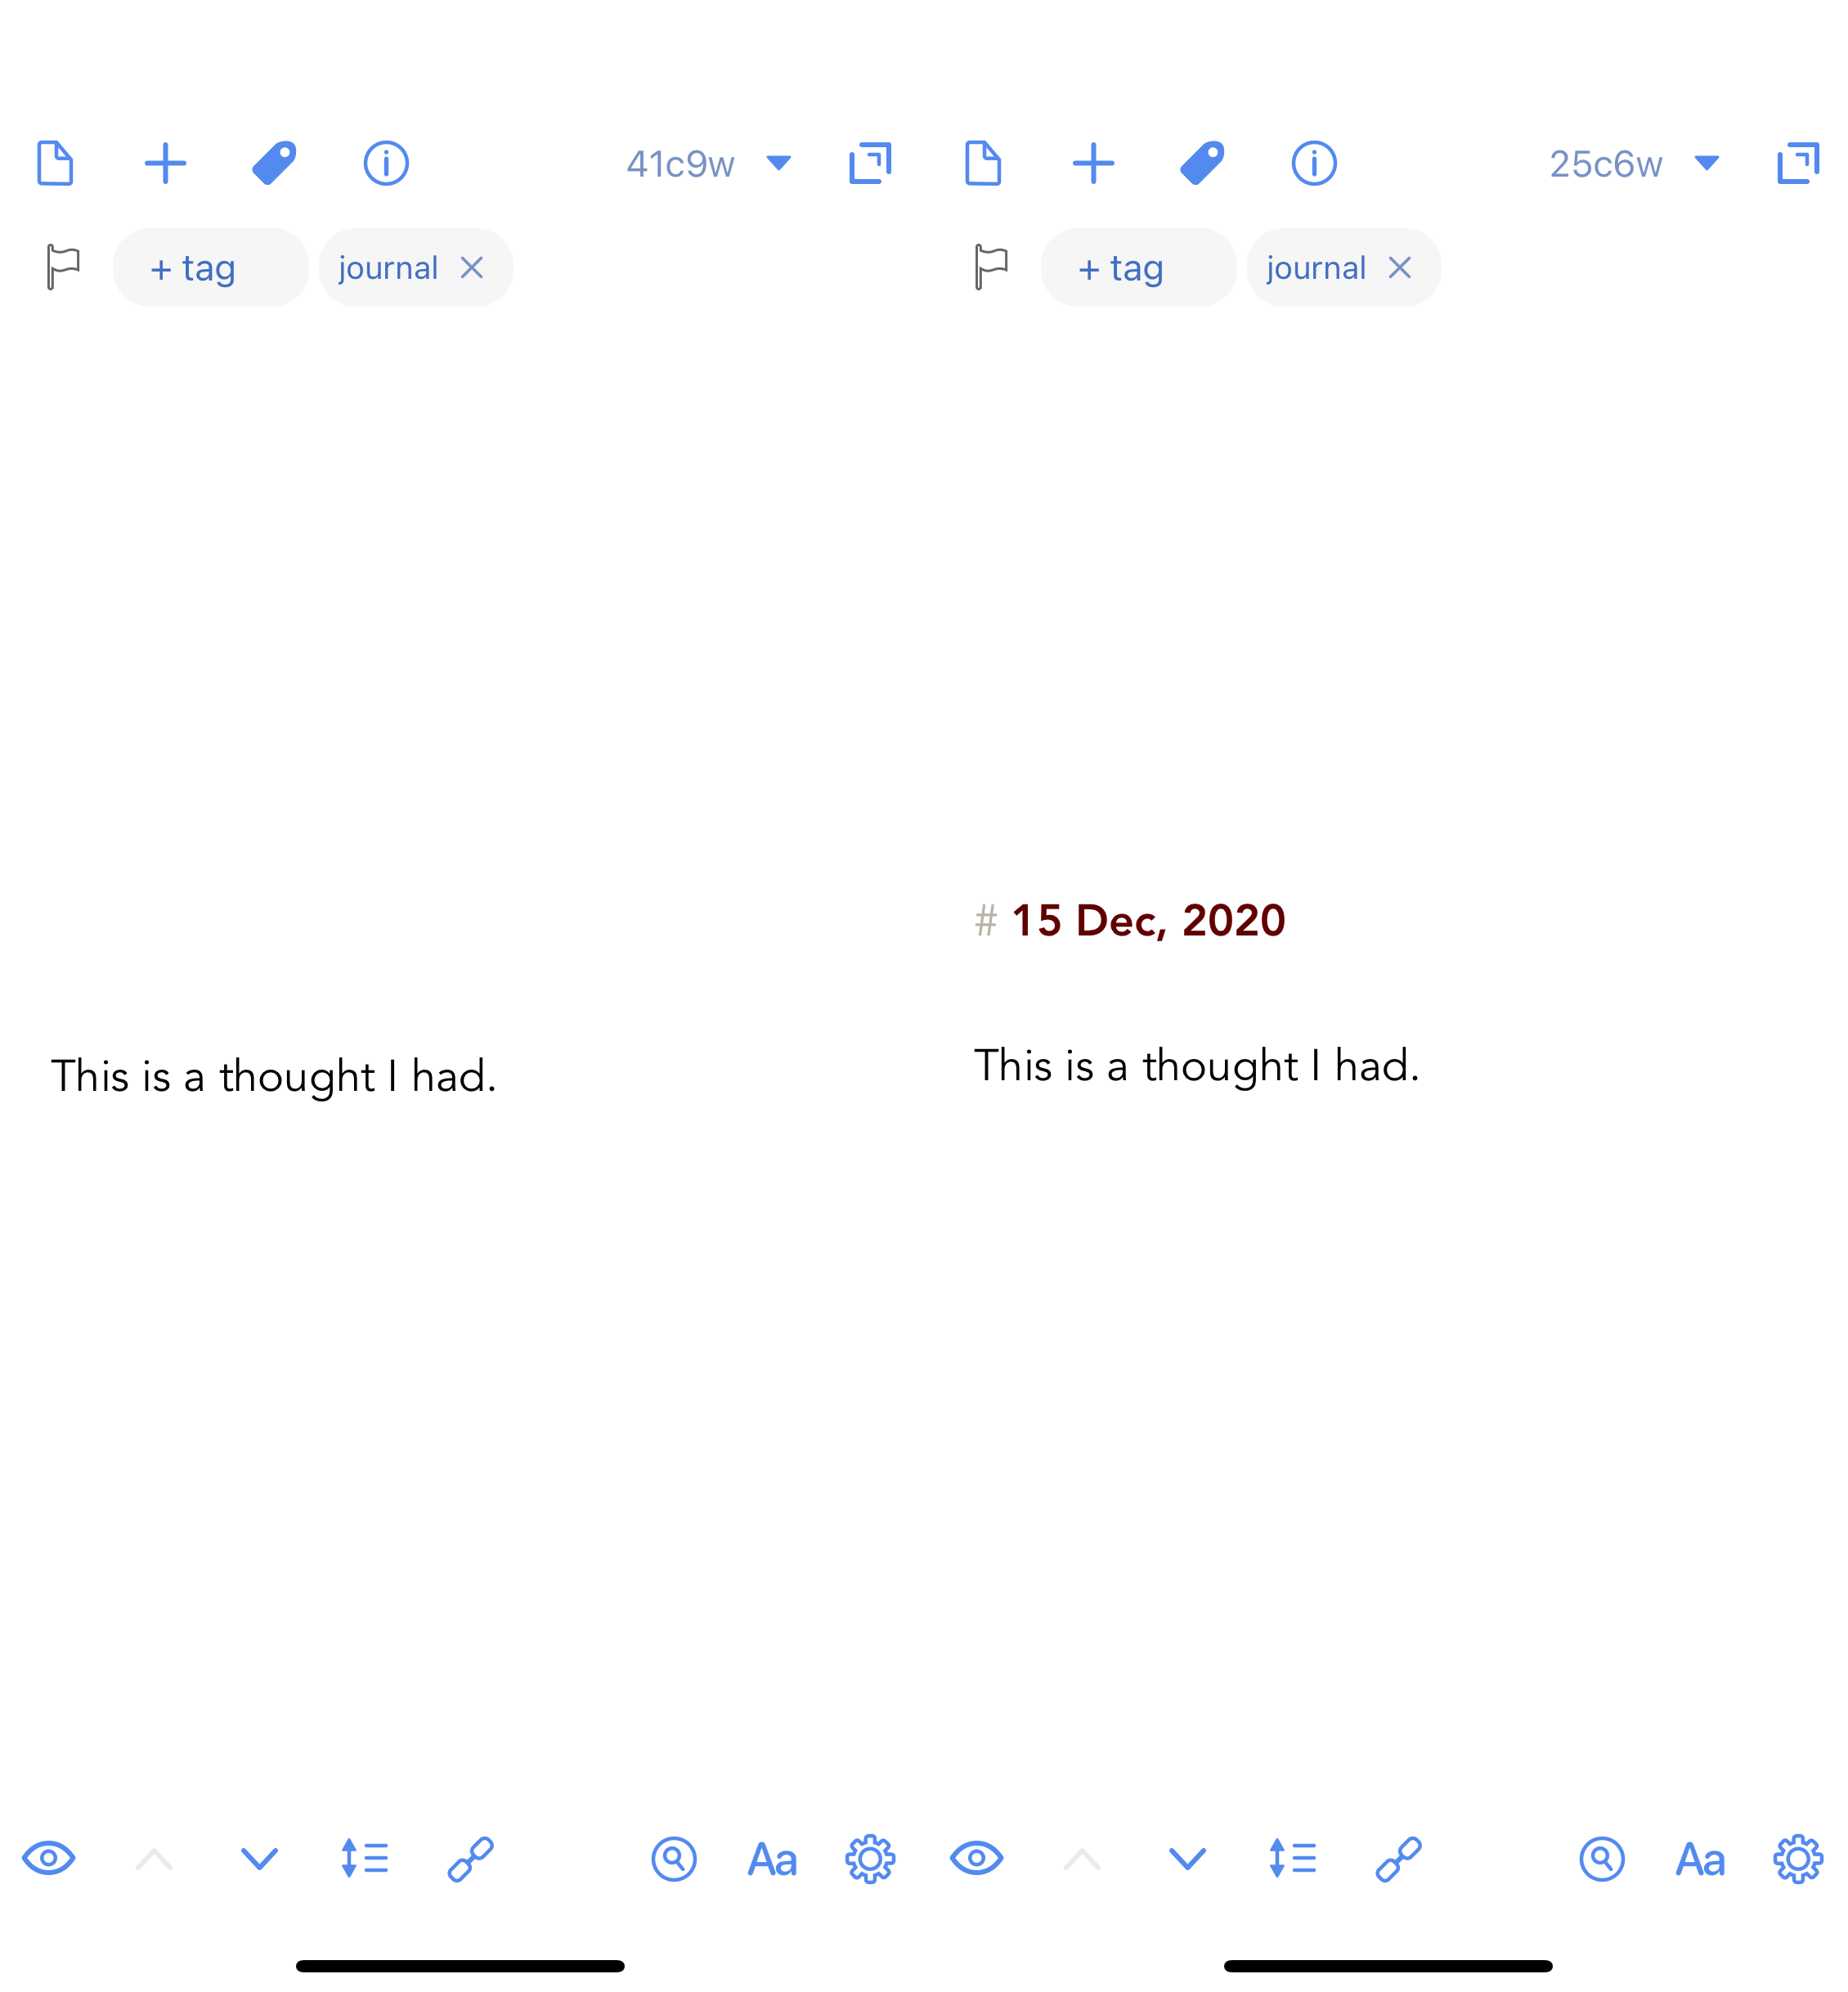 41c9w
+ tag
journal
This is a thought I had.
Aa
25c6w
+ tag
journal
# 15 Dec, 2020
This is a thought I had.
Aa